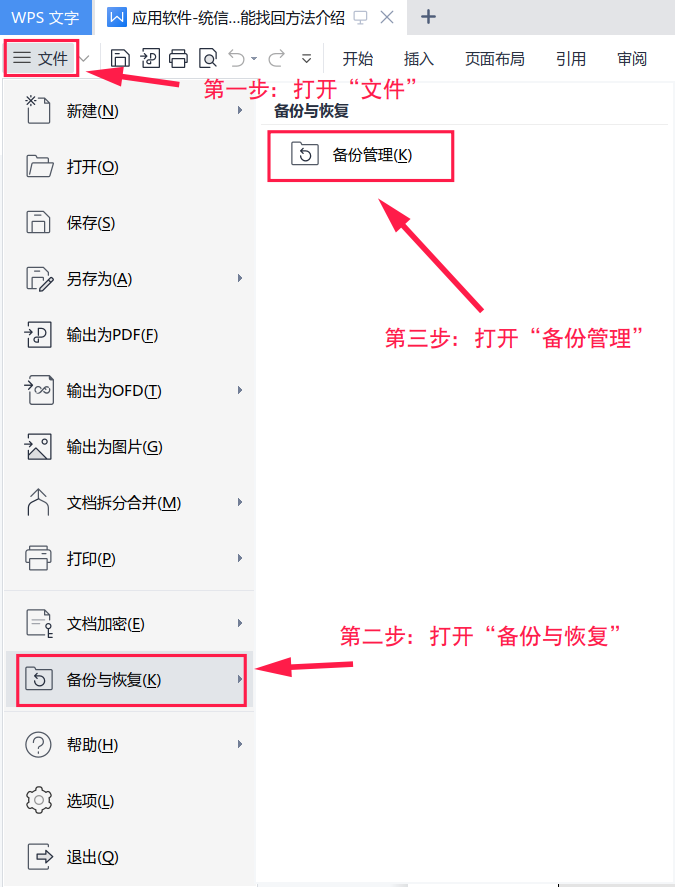 WPS 文字
应用软件-统信...能找回方法介绍
文件
开始
插入
页面布局
引用
审阅
第一步：打开“文件”
新建(N)
备份与恢复
打开(O)
备份管理(K)
保存(S)
另存为(A)
输出为PDF(F)
第三步：打开“备份管理”
输出为OFD(T)
输出为图片(G)
文档拆分合并(M)
打印(P)
文档加密(E)
第二步：打开“备份与恢复”
备份与恢复(K)
帮助(H)
选项(L)
退出(Q)